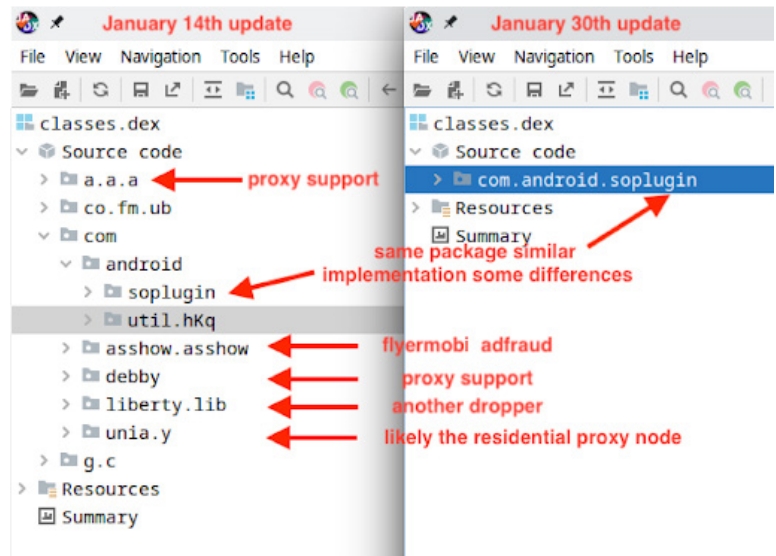 January 14th update
File View Navigation Tools Help
classes.dex
Source code
a.a.a
proxy support
co.fm.ub
com
android
soplugin
util.hKq
asshow.asshow
flyermobi adfraud
debby
proxy support
liberty.lib
another dropper
unia.y
likely the residential proxy node
g.c
Resources
Summary
January 30th update
File View Navigation Tools Help
classes.dex
Source code
com.android.soplugin
Resources
Summary
same package similar
implementation some differences